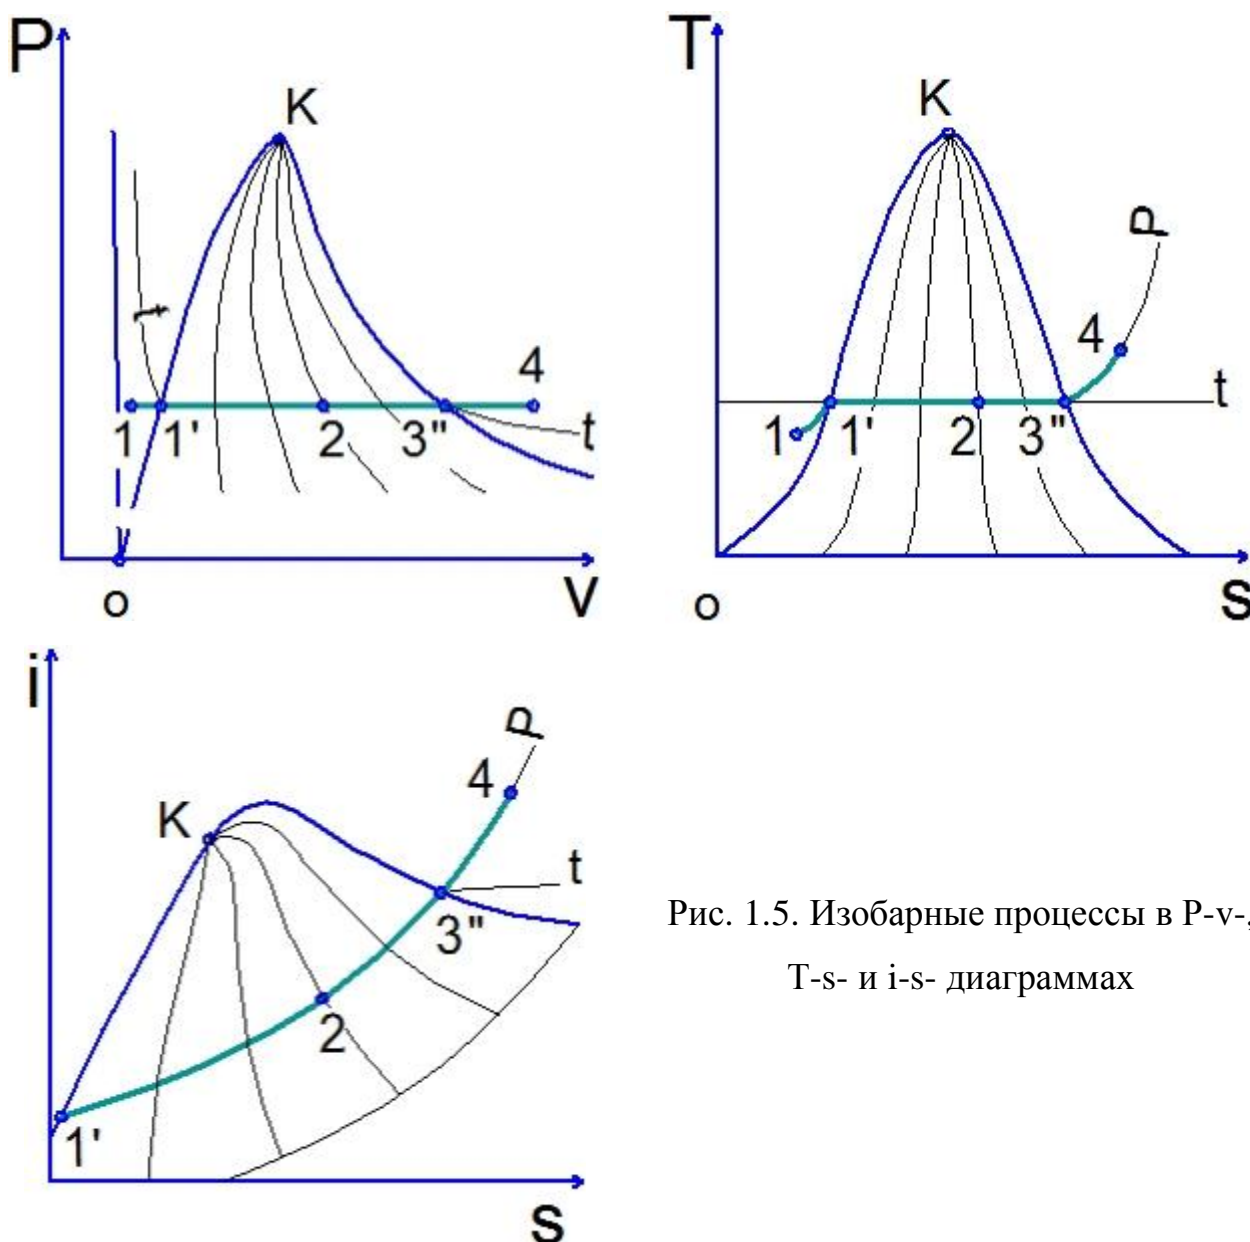 P
K
t
1
1'
2
3"
4
t
o
V
T
K
P
4
t
1
1'
2
3"
o
s
i
P
4
K
t
3"
2
1'
s
Рис. 1.5. Изобарные процессы в P-v-,
T-s- и i-s- диаграммах